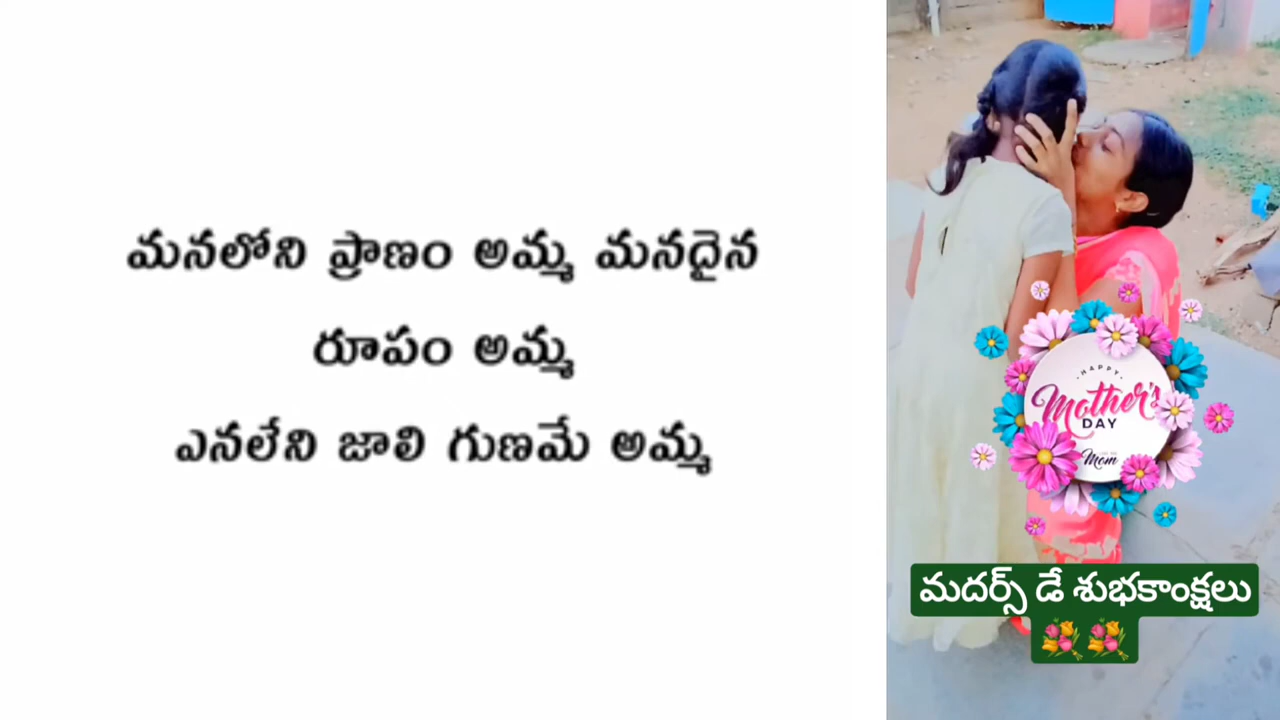 మనలోని ప్రాణం అమ్మ మనదైన
రూపం అమ్మ
ఎనలేని జాలి గుణమే అమ్మ
HAPPY
Mother's
DAY
Mom
మదర్స్ డే శుభకాంక్షలు
💐💐